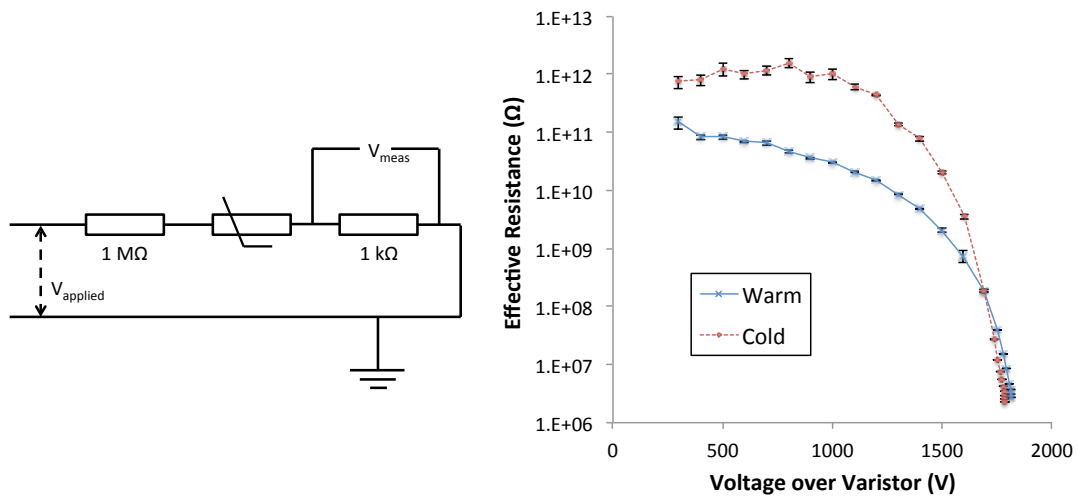 V_meas
1 MΩ
1 kΩ
V_applied
Effective Resistance (Ω)
1.E+13
1.E+12
1.E+11
1.E+10
1.E+09
1.E+08
1.E+07
1.E+06
Warm
Cold
0
500
1000
1500
2000
Voltage over Varistor (V)